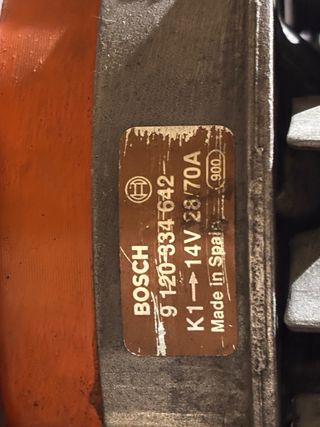 BOSCH
9 120 334 642
K1→14V 28/70A
Made in Spain 900